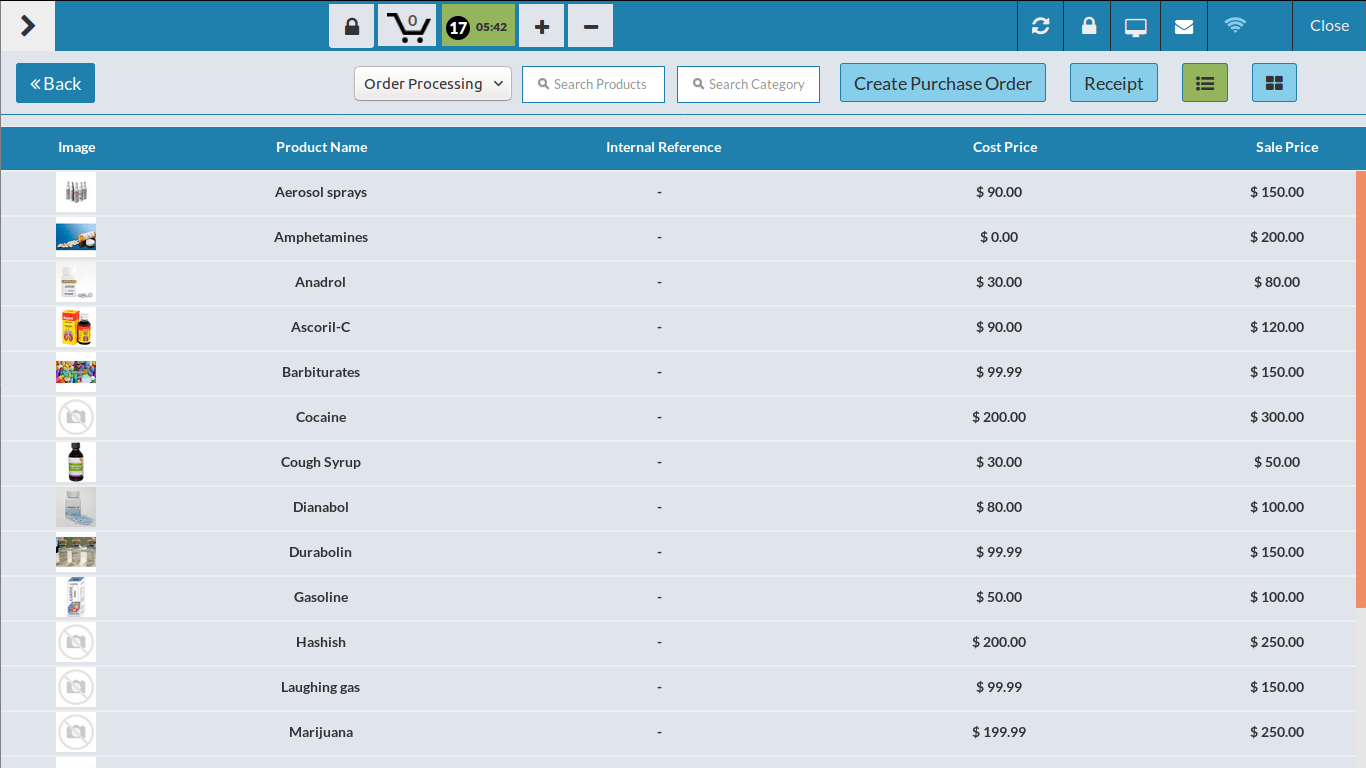 0 17 05:42 Close
Back Order Processing Search Products Search Category Create Purchase Order Receipt
Image Product Name Internal Reference Cost Price Sale Price
Aerosol sprays - $ 90.00 $ 150.00
Amphetamines - $ 0.00 $ 200.00
Anadrol - $ 30.00 $ 80.00
Ascoril-C - $ 90.00 $ 120.00
Barbiturates - $ 99.99 $ 150.00
Cocaine - $ 200.00 $ 300.00
Cough Syrup - $ 30.00 $ 50.00
Dianabol - $ 80.00 $ 100.00
Durabolin - $ 99.99 $ 150.00
Gasoline - $ 50.00 $ 100.00
Hashish - $ 200.00 $ 250.00
Laughing gas - $ 99.99 $ 150.00
Marijuana - $ 199.99 $ 250.00